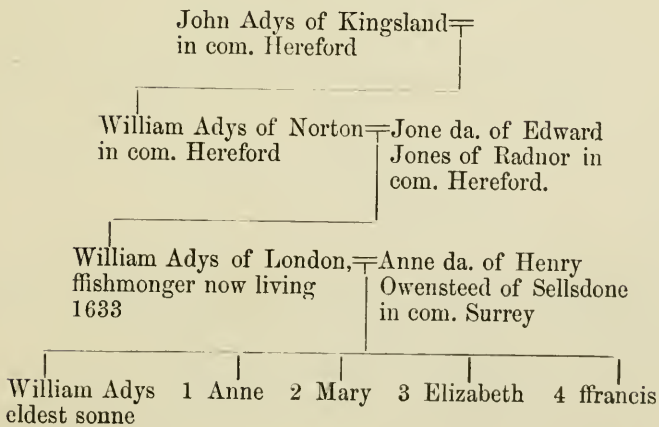 John Adys of Kingsland
in com. Hereford
William Adys of Norton
in com. Hereford
Jone da. of Edward
Jones of Radnor in
com. Hereford.
William Adys of London,
ffishmonger now living
1633
Anne da. of Henry
Owensteed of Sellsdone
in com. Surrey
William Adys
eldest sonne
1 Anne
2 Mary
3 Elizabeth
4 ffrancis